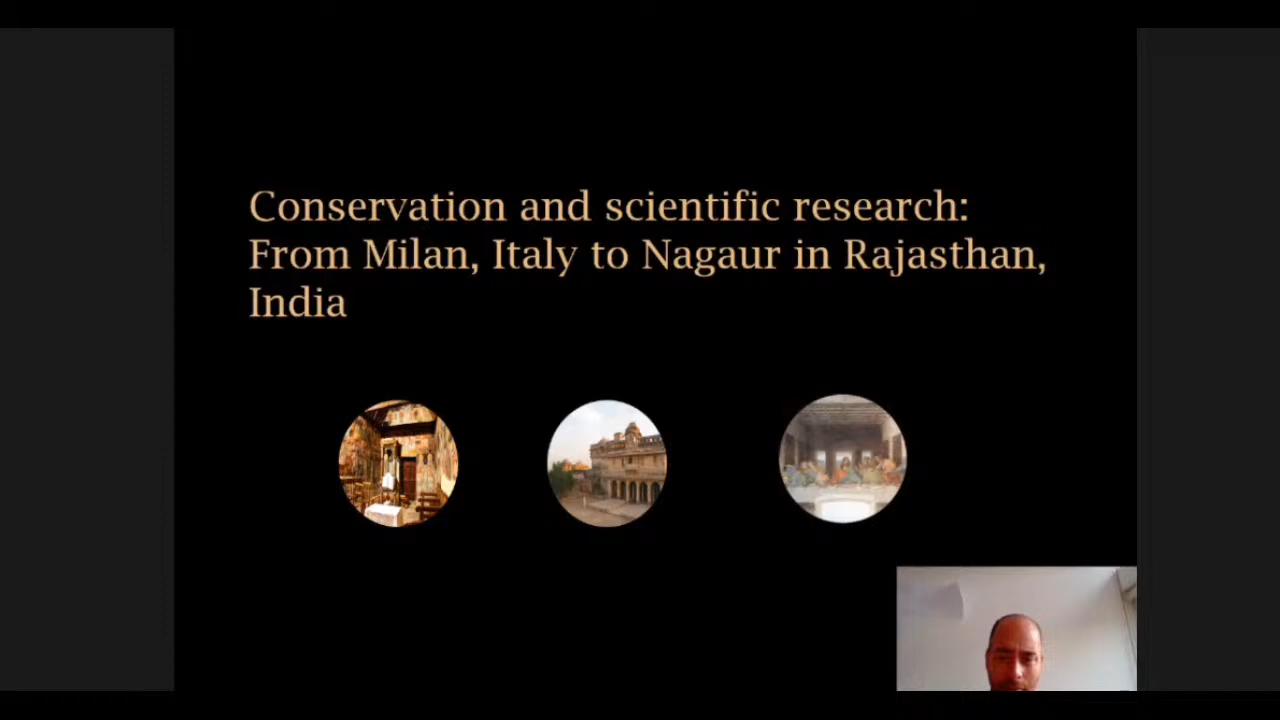 Conservation and scientific research:
From Milan, Italy to Nagaur in Rajasthan,
India